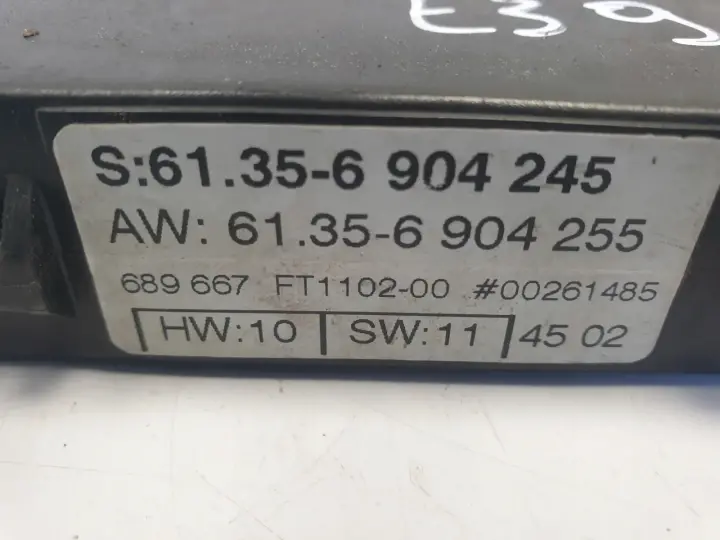 E39
S:61.35-6 904 245
AW: 61.35-6 904 255
689 667 FT1102-00 #00261485
HW:10 SW:11 45 02